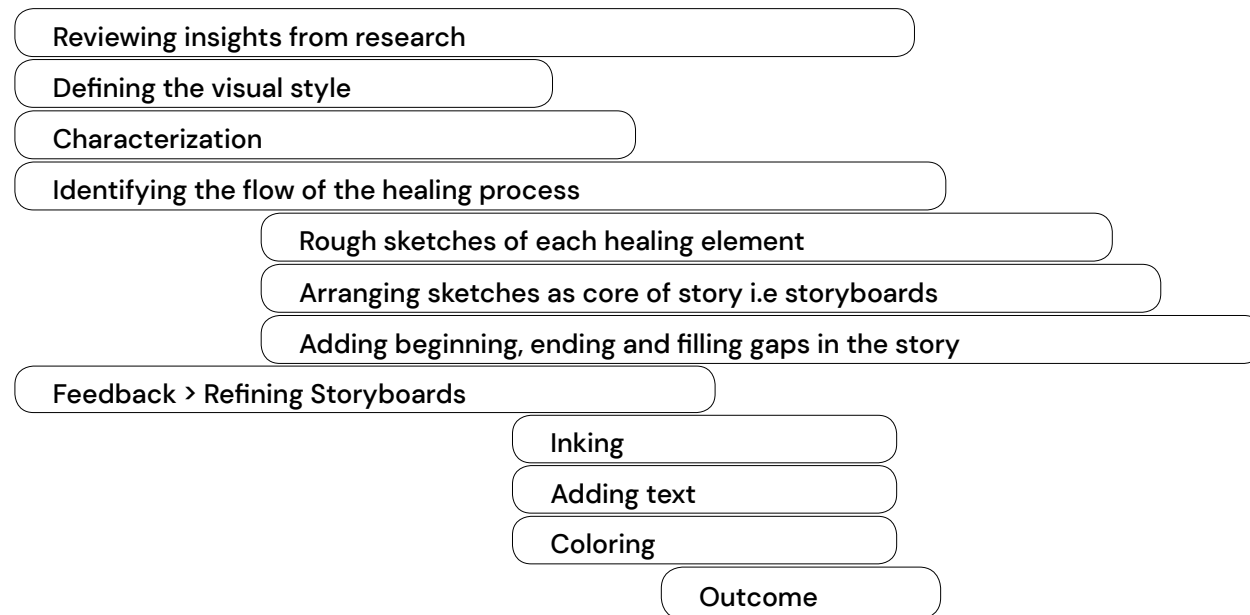 Reviewing insights from research
Defining the visual style
Characterization
Identifying the flow of the healing process
Rough sketches of each healing element
Arranging sketches as core of story i.e storyboards
Adding beginning, ending and filling gaps in the story
Feedback > Refining Storyboards
Inking
Adding text
Coloring
Outcome